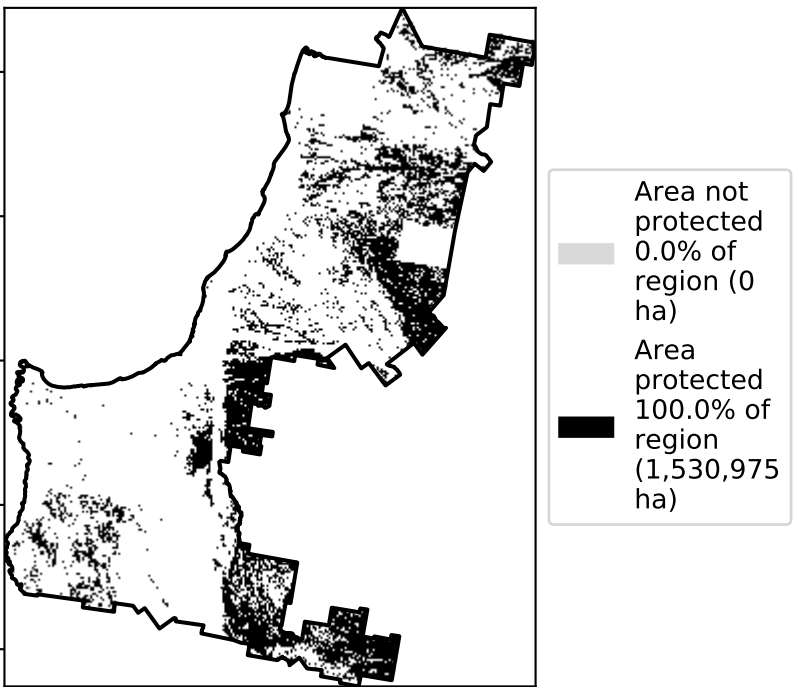 Area not
protected
0.0% of
region (0
ha)
Area
protected
100.0% of
region
(1,530,975
ha)